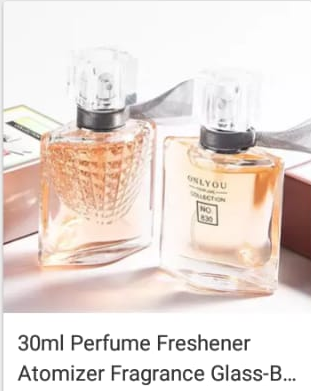 ONLYOU
COLLECTION
NO.
830
30ml Perfume Freshener
Atomizer Fragrance Glass-B...